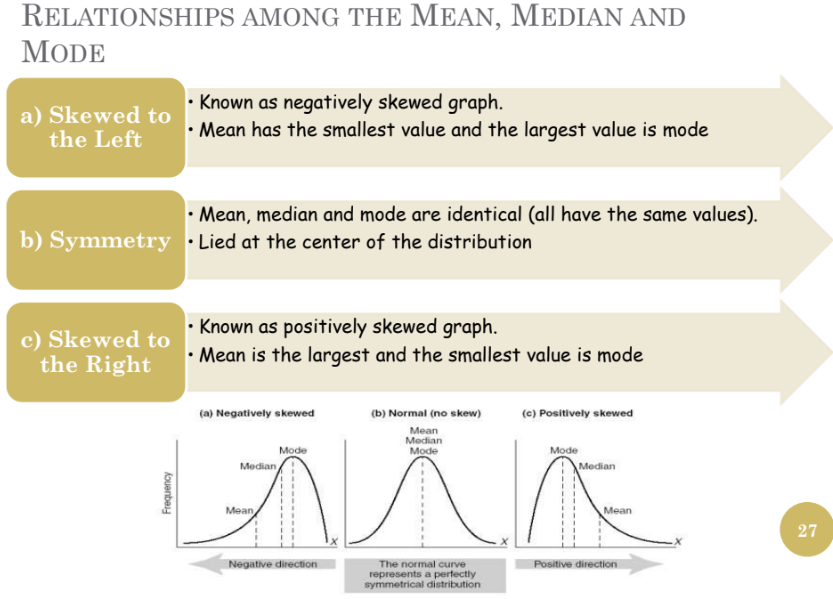 RELATIONSHIPS AMONG THE MEAN, MEDIAN AND
MODE
a) Skewed to
the Left
• Known as negatively skewed graph.
• Mean has the smallest value and the largest value is mode
b) Symmetry
• Mean, median and mode are identical (all have the same values).
• Lied at the center of the distribution
c) Skewed to
the Right
• Known as positively skewed graph.
• Mean is the largest and the smallest value is mode
(a) Negatively skewed
Mode
Median
Mean
Frequency
X
Negative direction
(b) Normal (no skew)
Mean
Median
Mode
X
The normal curve
represents a perfectly
symmetrical distribution
(c) Positively skewed
Mode
Median
Mean
X
Positive direction
27